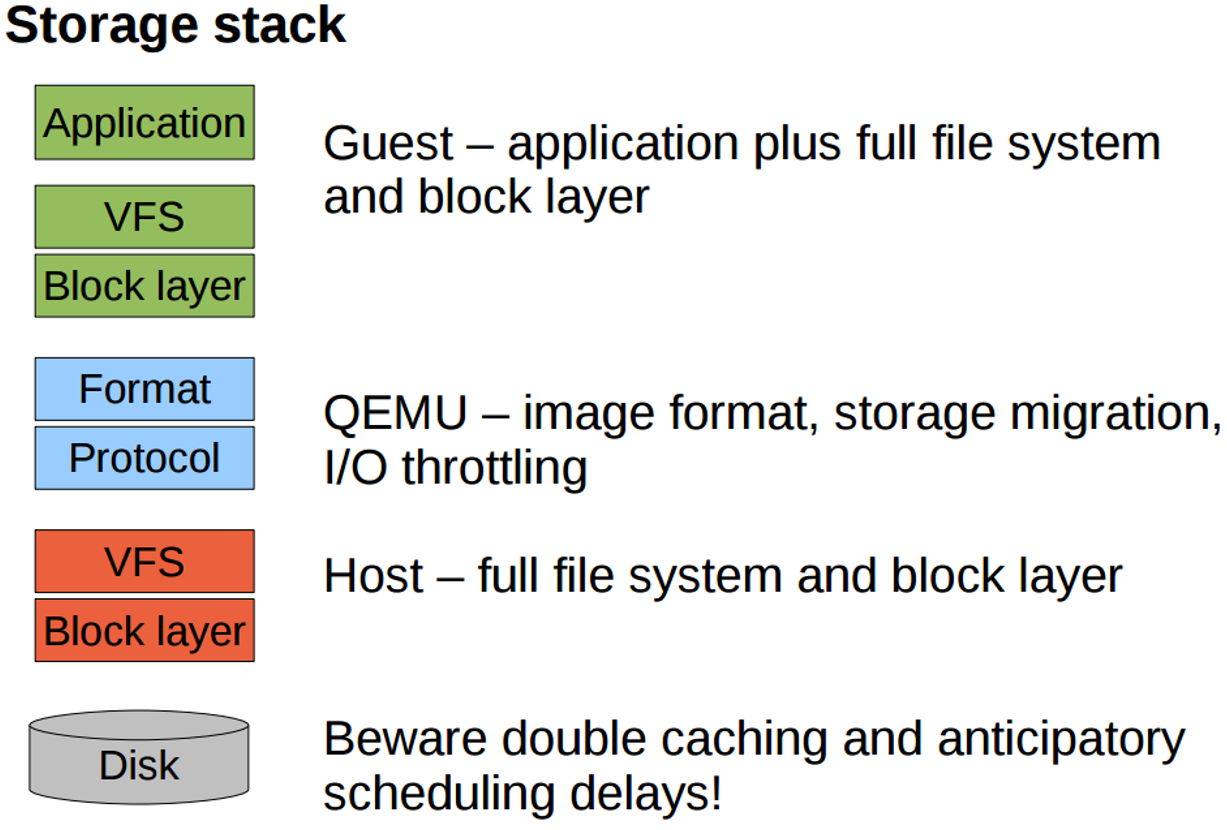 Storage stack
Application
Guest – application plus full file system
and block layer
VFS
Block layer
Format
Protocol
QEMU – image format, storage migration,
I/O throttling
VFS
Block layer
Host – full file system and block layer
Disk
Beware double caching and anticipatory
scheduling delays!